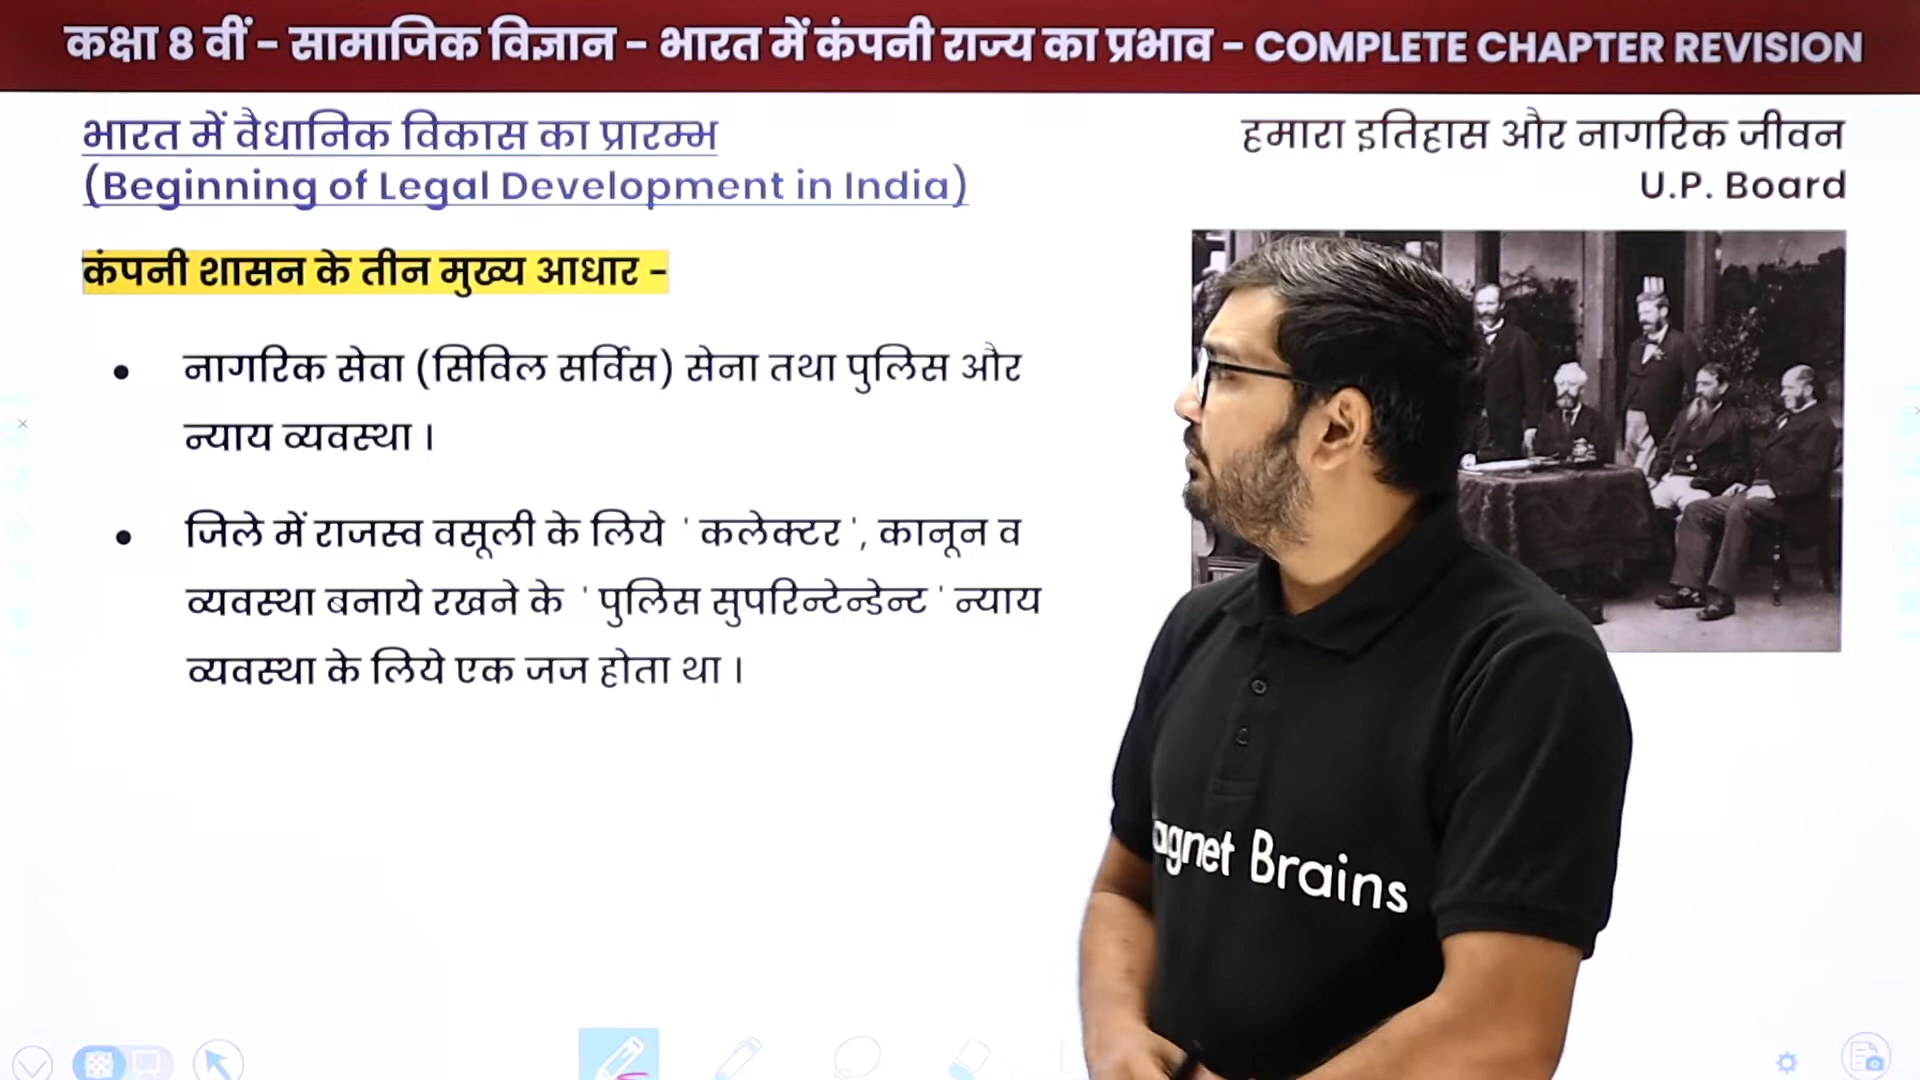 कक्षा 8 वीं - सामाजिक विज्ञान - भारत में कंपनी राज्य का प्रभाव - COMPLETE CHAPTER REVISION
भारत में वैधानिक विकास का प्रारम्भ
(Beginning of Legal Development in India)
हमारा इतिहास और नागरिक जीवन
U.P. Board
कंपनी शासन के तीन मुख्य आधार -
• नागरिक सेवा (सिविल सर्विस) सेना तथा पुलिस और
न्याय व्यवस्था ।
• जिले में राजस्व वसूली के लिये ' कलेक्टर ', कानून व
व्यवस्था बनाये रखने के ' पुलिस सुपरिन्टेन्डेन्ट ' न्याय
व्यवस्था के लिये एक जज होता था ।
agnet Brains